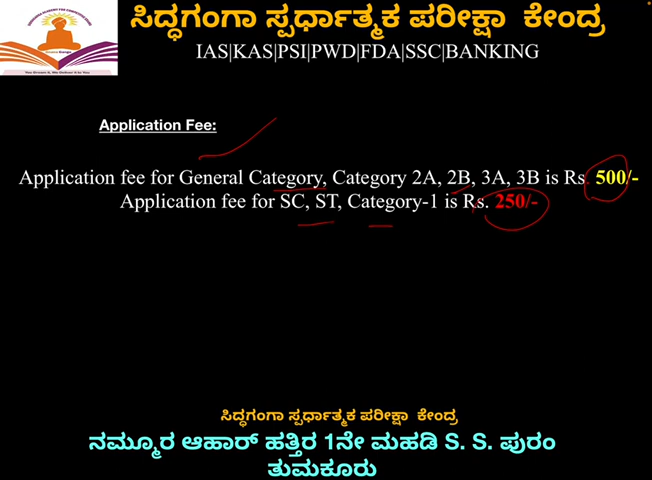 ಸಿದ್ಧಗಂಗಾ ಸ್ಪರ್ಧಾತ್ಮಕ ಪರೀಕ್ಷಾ ಕೇಂದ್ರ
IAS|KAS|PSI|PWD|FDA|SSC|BANKING
Application Fee:
Application fee for General Category, Category 2A, 2B, 3A, 3B is Rs. 500/-
Application fee for SC, ST, Category-1 is Rs. 250/-
ಸಿದ್ಧಗಂಗಾ ಸ್ಪರ್ಧಾತ್ಮಕ ಪರೀಕ್ಷಾ ಕೇಂದ್ರ
ನಮ್ಮೂರ ಆಹಾರ್ ಹತ್ತಿರ 1ನೇ ಮಹಡಿ S. S. ಪುರಂ
ತುಮಕೂರು